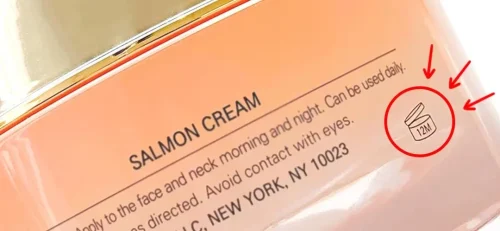 SALMON CREAM
Apply to the face and neck morning and night. Can be used daily.
as directed. Avoid contact with eyes.
C, NEW YORK, NY 10023
12M